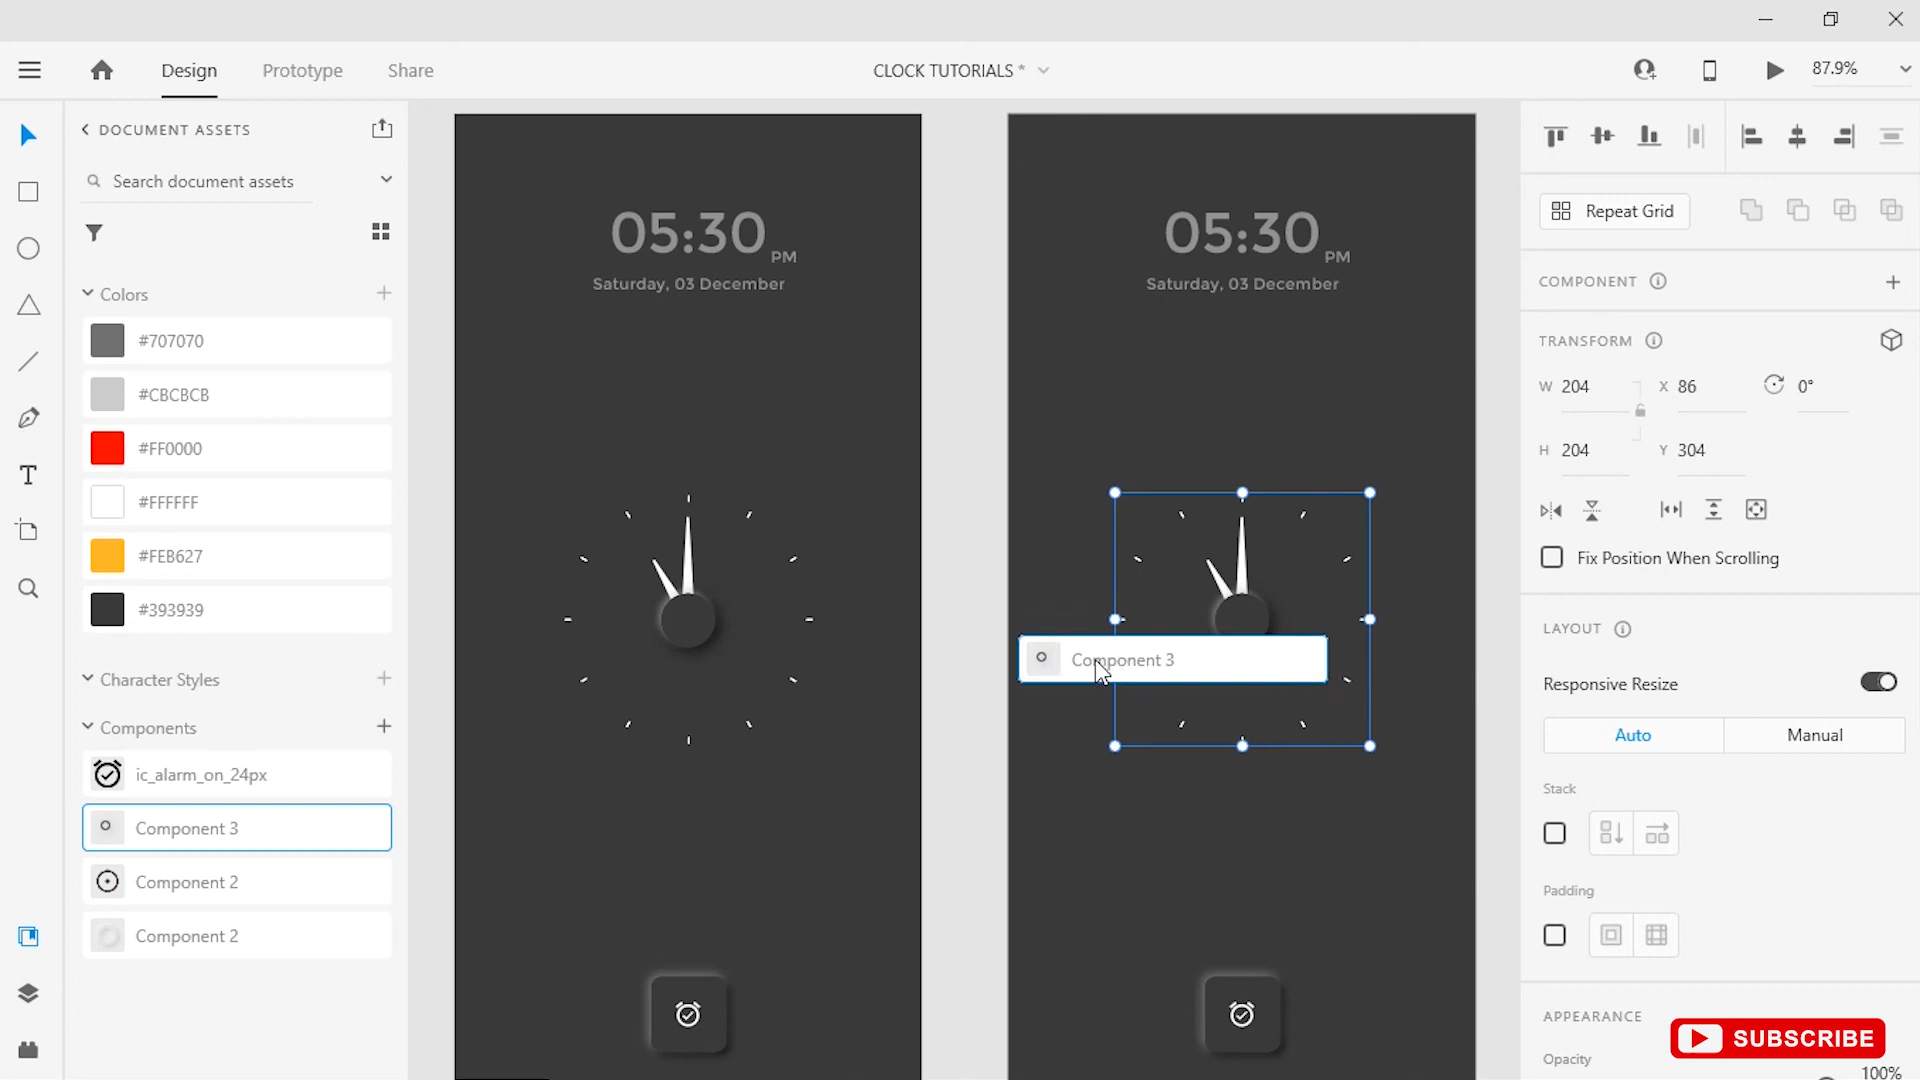 Design
Prototype
Share
CLOCK TUTORIALS *
87.9%
DOCUMENT ASSETS
Search document assets
Colors
#707070
#CBCBCB
#FF0000
#FFFFFF
#FEB627
#393939
Character Styles
Components
ic_alarm_on_24px
Component 3
Component 2
Component 2
05:30 PM
Saturday, 03 December
05:30 PM
Saturday, 03 December
Component 3
Repeat Grid
COMPONENT
TRANSFORM
W 204 X 86 0°
H 204 Y 304
Fix Position When Scrolling
LAYOUT
Responsive Resize
Auto Manual
Stack
Padding
APPEARANCE
SUBSCRIBE
Opacity
100%